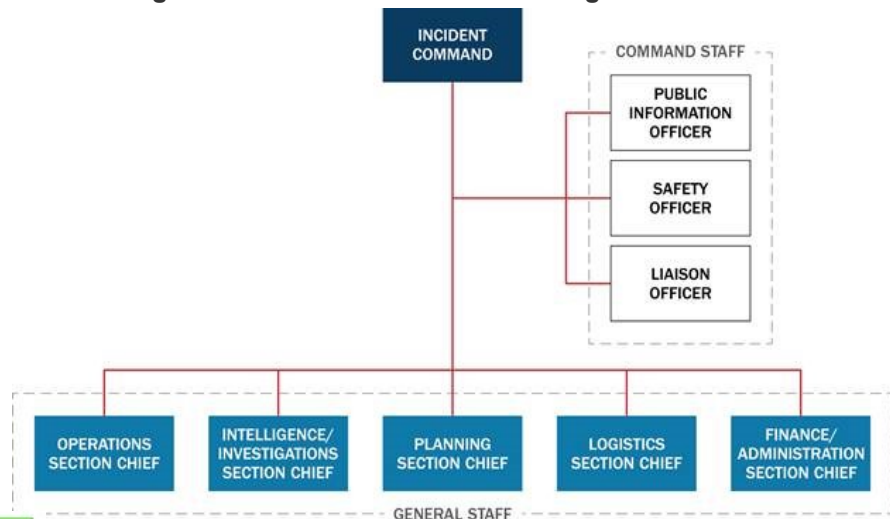 INCIDENT
COMMAND
COMMAND STAFF
PUBLIC
INFORMATION
OFFICER
SAFETY
OFFICER
LIAISON
OFFICER
OPERATIONS
SECTION CHIEF
INTELLIGENCE/
INVESTIGATIONS
SECTION CHIEF
PLANNING
SECTION CHIEF
LOGISTICS
SECTION CHIEF
FINANCE/
ADMINISTRATION
SECTION CHIEF
GENERAL STAFF